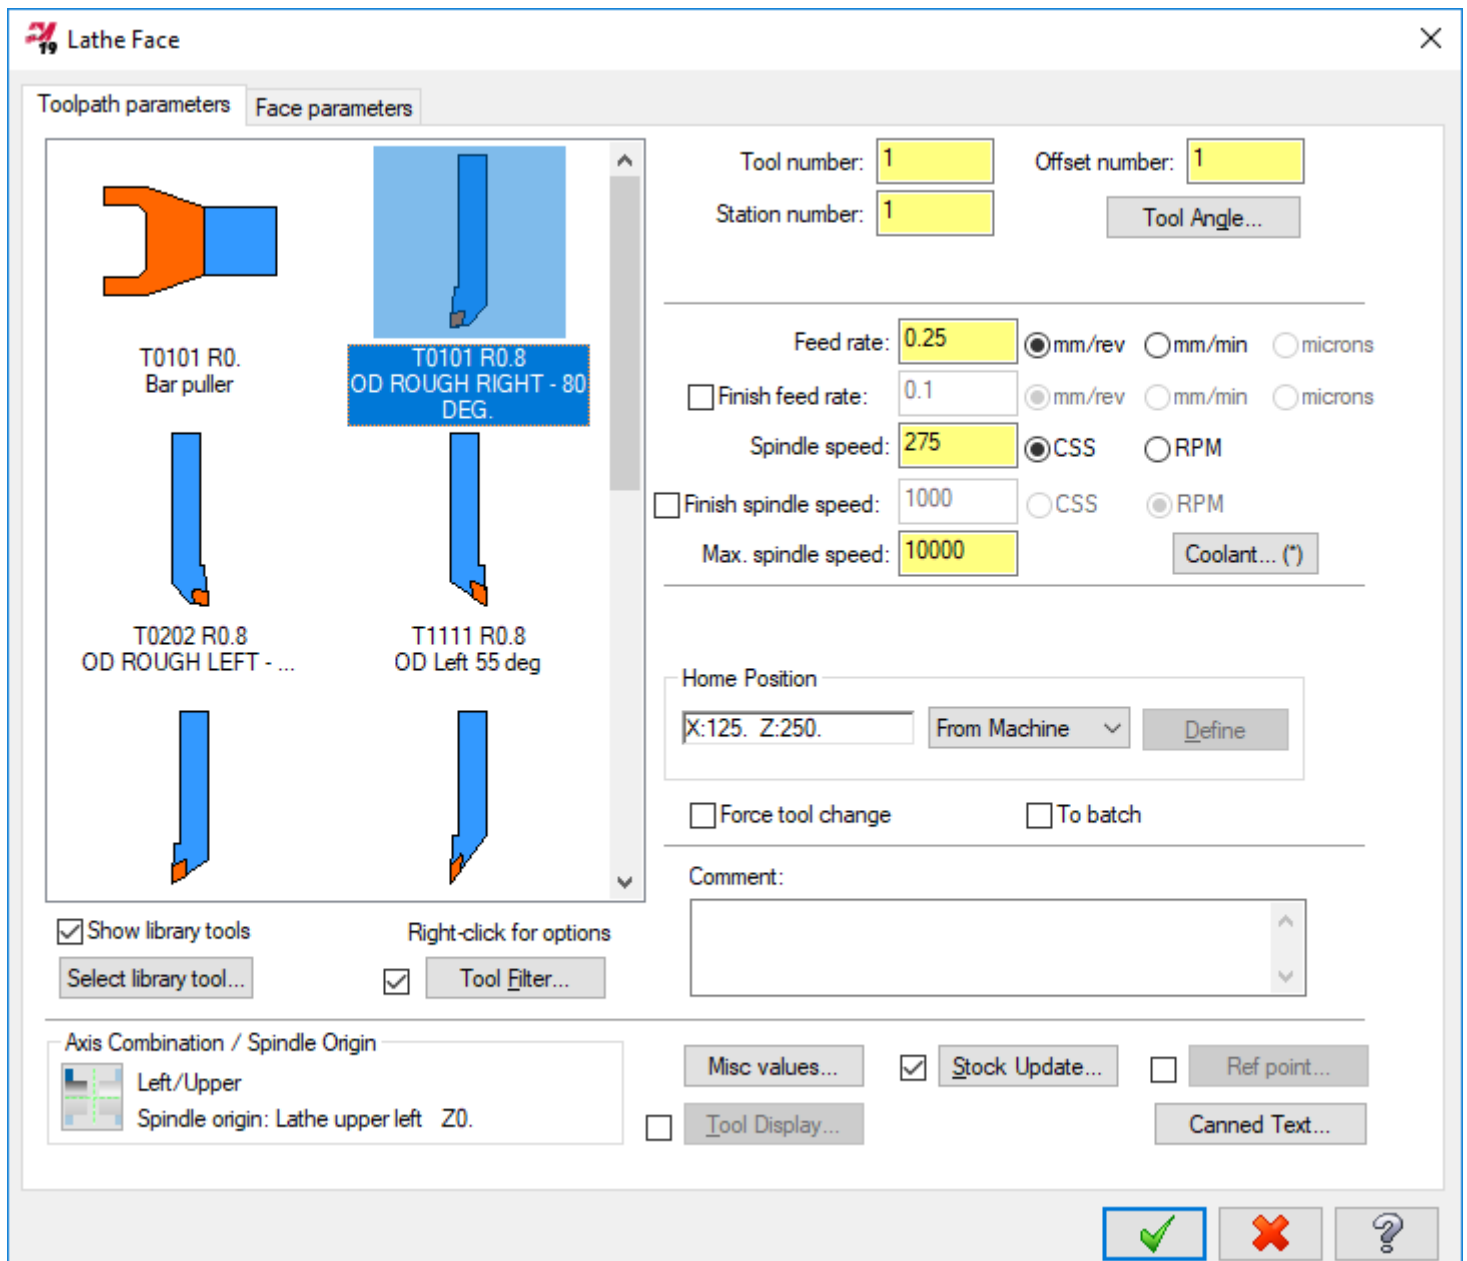 19 Lathe Face
Toolpath parameters
Face parameters
T0101 R0.
Bar puller
T0101 R0.8
OD ROUGH RIGHT - 80
DEG.
T0202 R0.8
OD ROUGH LEFT - ...
T1111 R0.8
OD Left 55 deg
Show library tools
Right-click for options
Select library tool...
Tool Filter...
Tool number: 1
Offset number: 1
Station number: 1
Tool Angle...
Feed rate: 0.25 mm/rev mm/min microns
Finish feed rate: 0.1 mm/rev mm/min microns
Spindle speed: 275 CSS RPM
Finish spindle speed: 1000 CSS RPM
Max. spindle speed: 10000
Coolant... (*)
Home Position
X:125. Z:250.
From Machine
Define
Force tool change
To batch
Comment:
Axis Combination / Spindle Origin
Left/Upper
Spindle origin: Lathe upper left Z0.
Misc values...
Stock Update...
Ref point...
Tool Display...
Canned Text...